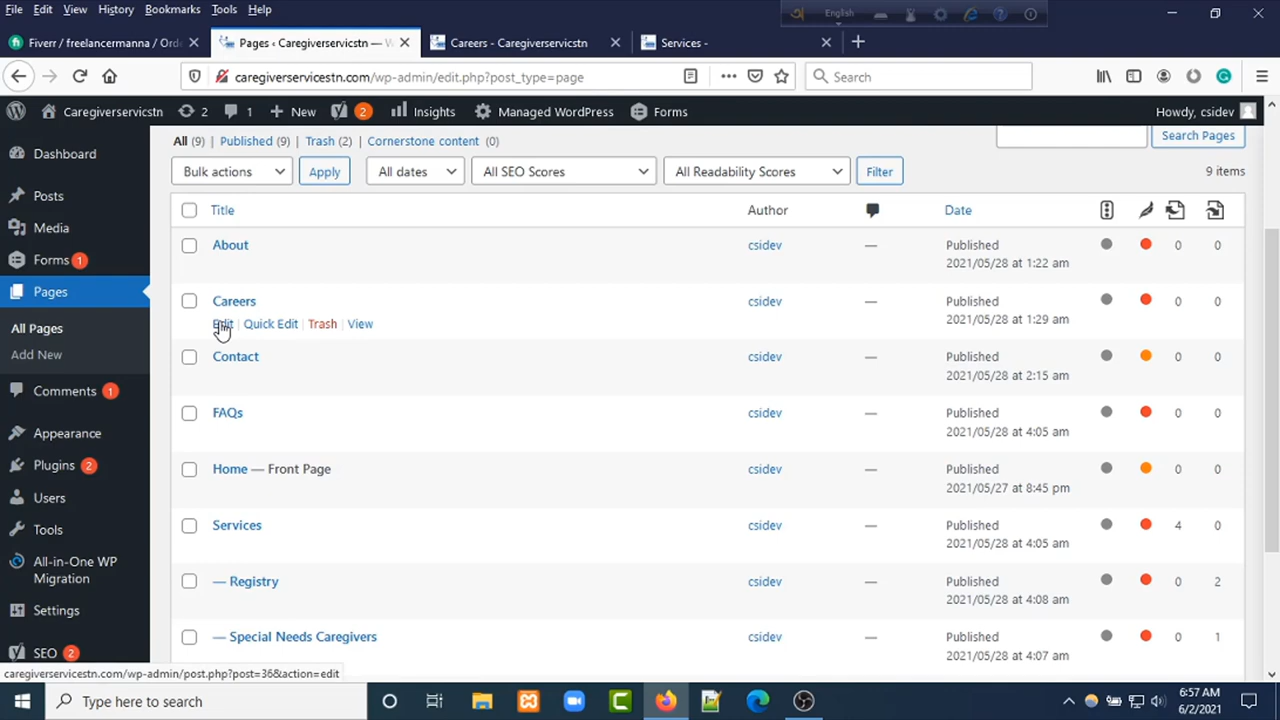 File Edit View History Bookmarks Tools Help
English
Fiverr / freelancermanna / Orde
Pages ‹ Caregiverservicstn — W
Careers - Caregiverservicstn
Services -
caregiverservicestn.com/wp-admin/edit.php?post_type=page
Search
Caregiverservicstn 2 1 New 2 Insights Managed WordPress Forms Howdy, csidev
All (9) | Published (9) | Trash (2) | Cornerstone content (0)
Search Pages
Bulk actions Apply All dates All SEO Scores All Readability Scores Filter 9 items
Title Author Date
About csidev — Published 0 0
2021/05/28 at 1:22 am
Careers csidev — Published 0 0
2021/05/28 at 1:29 am
Edit | Quick Edit | Trash | View
Contact csidev — Published 0 0
2021/05/28 at 2:15 am
FAQs csidev — Published 0 0
2021/05/28 at 4:05 am
Home — Front Page csidev — Published 0 0
2021/05/27 at 8:45 pm
Services csidev — Published 4 0
2021/05/28 at 4:05 am
— Registry csidev — Published 0 2
2021/05/28 at 4:08 am
— Special Needs Caregivers csidev — Published 0 1
2021/05/28 at 4:07 am
Dashboard
Posts
Media
Forms 1
Pages
All Pages
Add New
Comments 1
Appearance
Plugins 2
Users
Tools
All-in-One WP
Migration
Settings
SEO 2
caregiverservicestn.com/wp-admin/post.php?post=36&action=edit
Type here to search
6:57 AM
6/2/2021